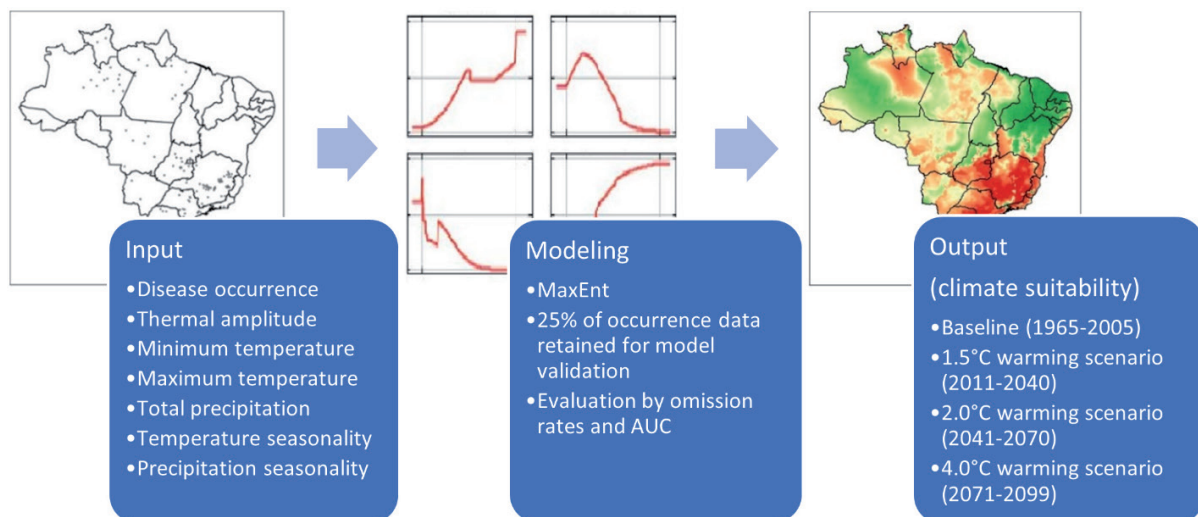 Input
•Disease occurrence
•Thermal amplitude
•Minimum temperature
•Maximum temperature
•Total precipitation
•Temperature seasonality
•Precipitation seasonality
Modeling
•MaxEnt
•25% of occurrence data
retained for model
validation
•Evaluation by omission
rates and AUC
Output
(climate suitability)
•Baseline (1965-2005)
•1.5°C warming scenario
(2011-2040)
•2.0°C warming scenario
(2041-2070)
•4.0°C warming scenario
(2071-2099)